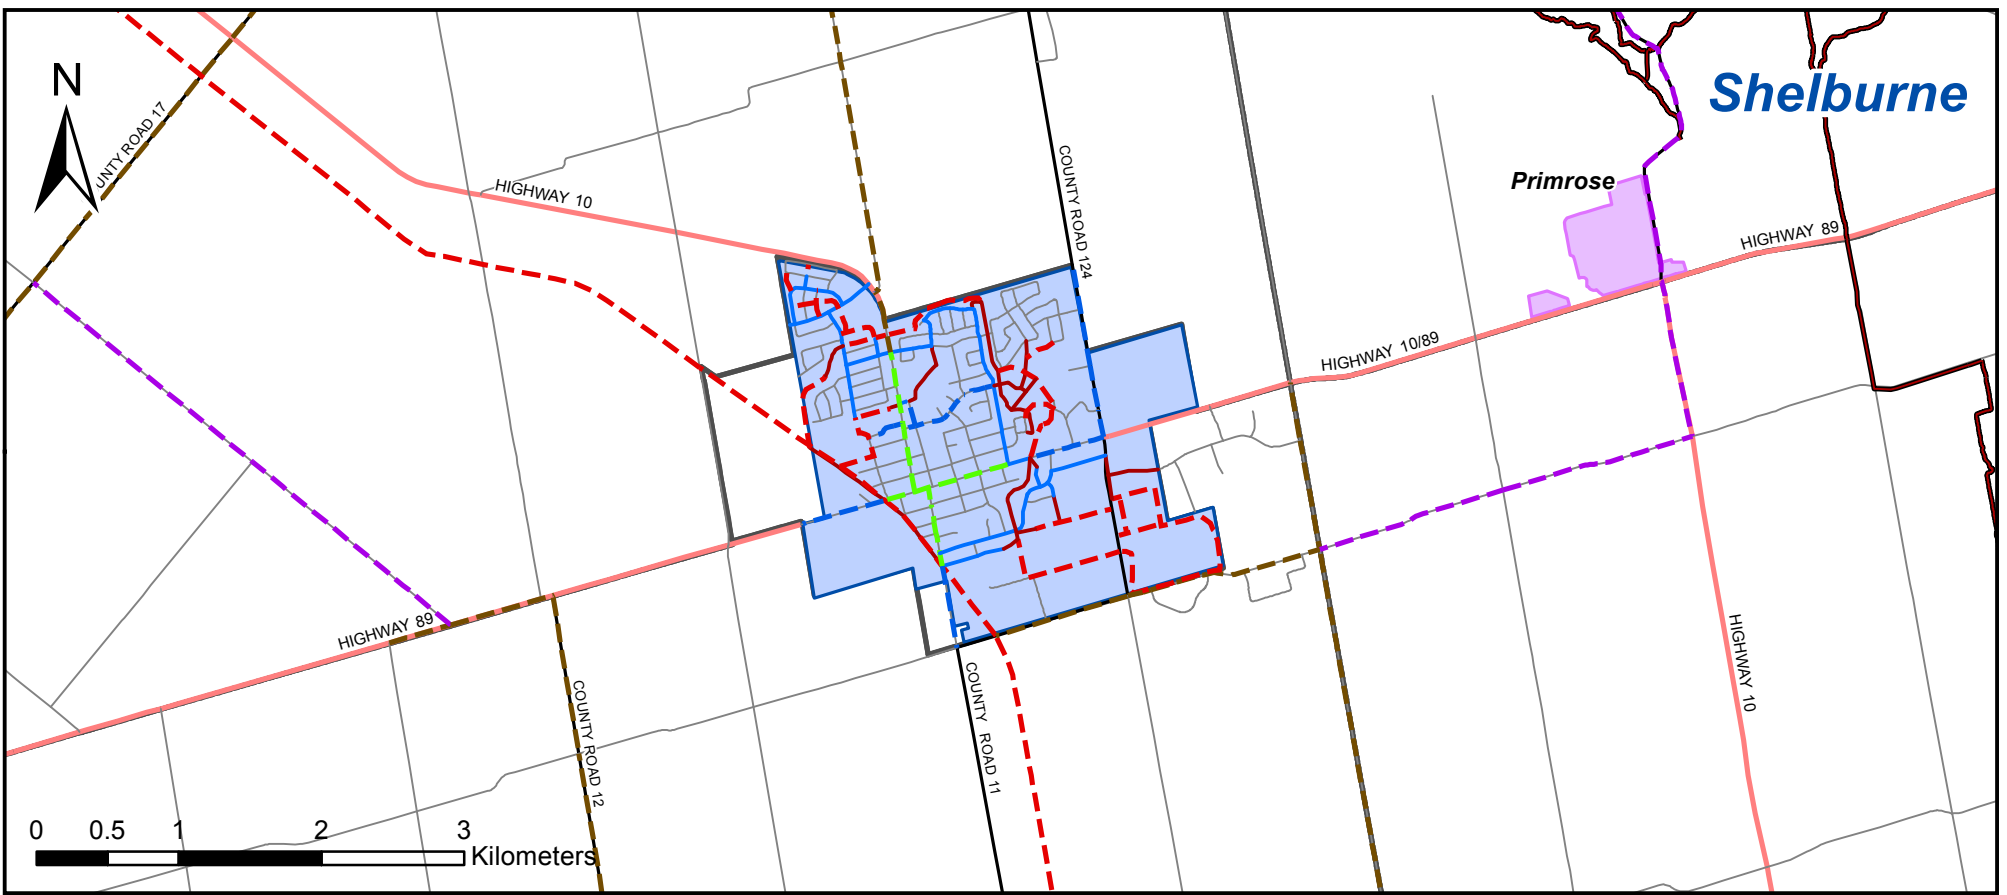 N
Shelburne
UNTY ROAD 17
HIGHWAY 10
COUNTY ROAD 124
Primrose
HIGHWAY 89
HIGHWAY 10/89
HIGHWAY 89
COUNTY ROAD 12
COUNTY ROAD 11
HIGHWAY 10
0 0.5 1 2 3
Kilometers